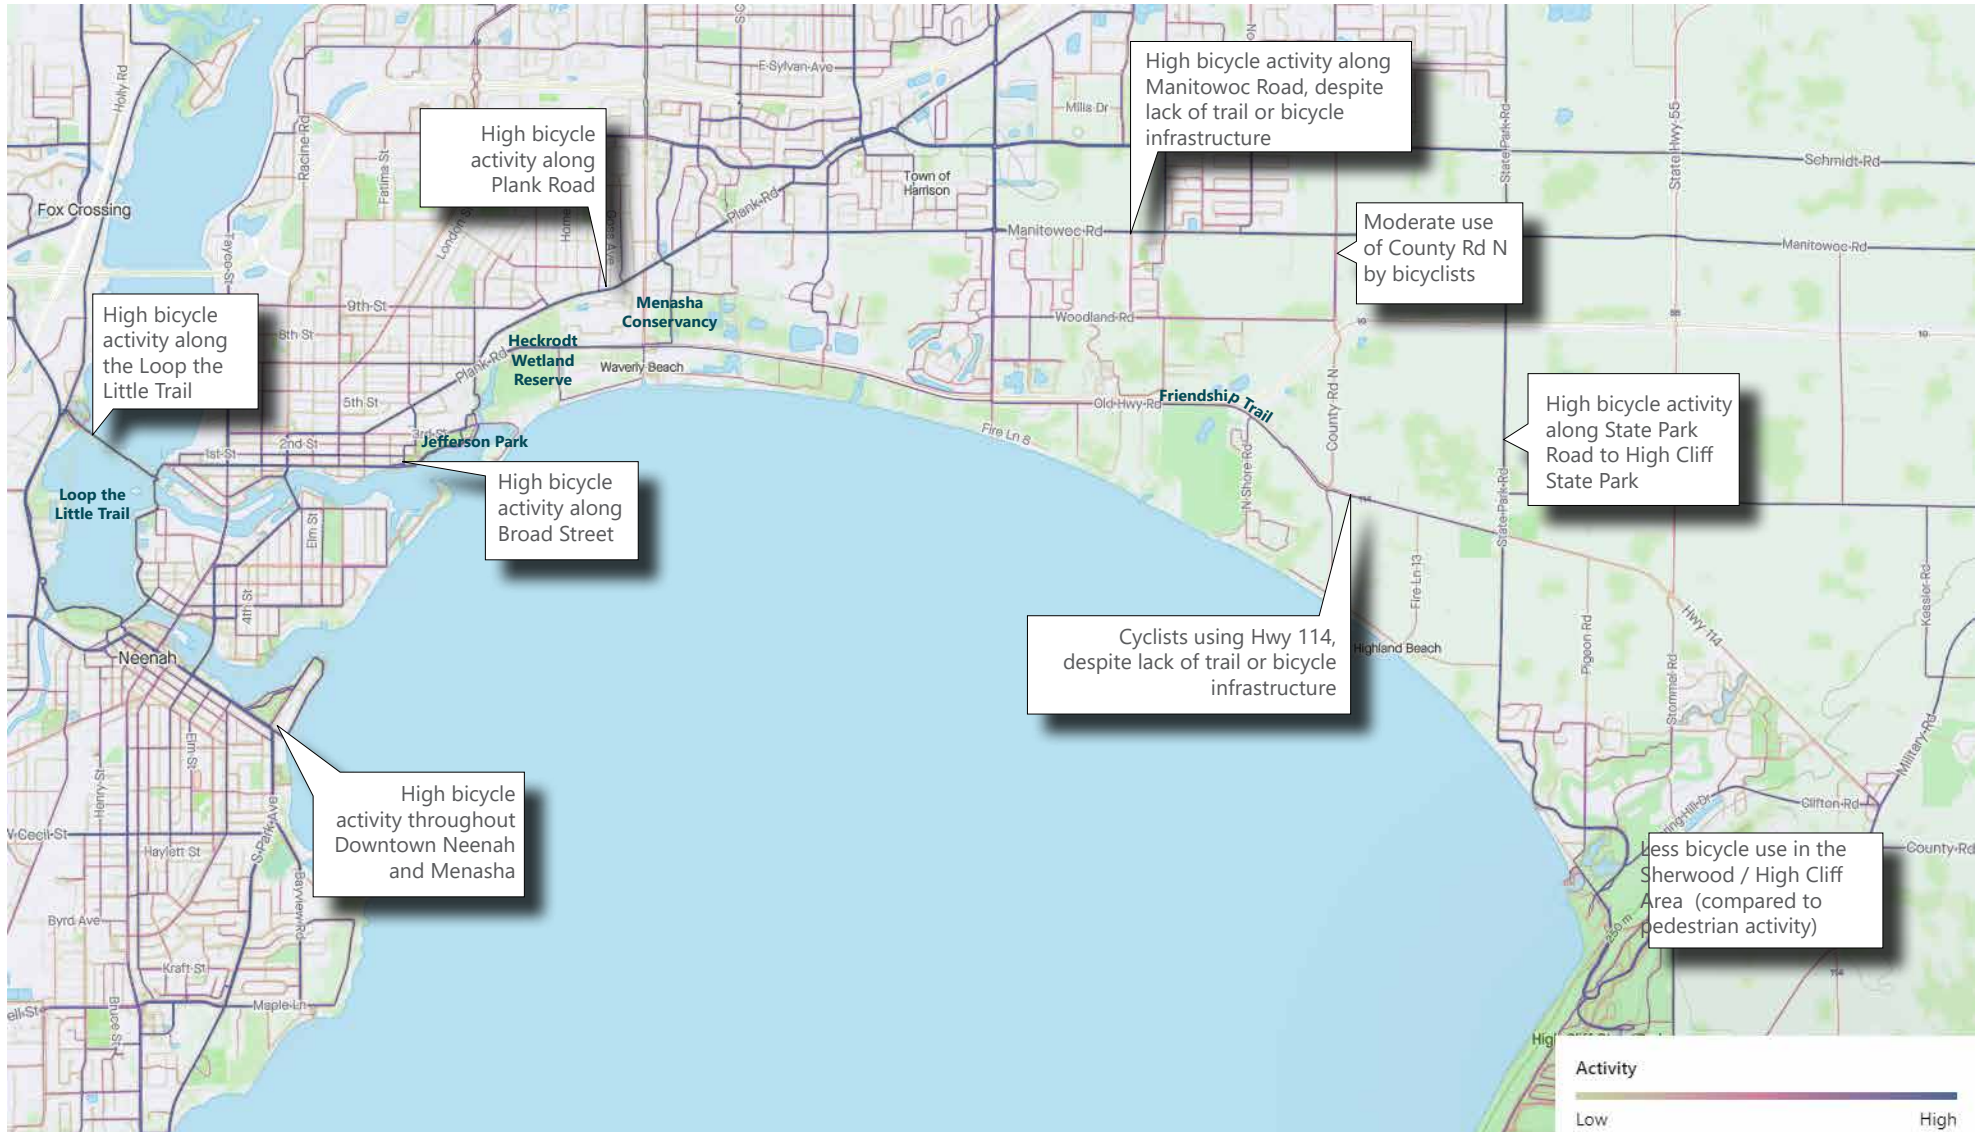 Holly Rd
E Sylvan Ave
Mills Dr
State Park Rd
State Hwy 55
Schmidt Rd
Racine Rd
Fatima St
High bicycle
activity along
Plank Road
High bicycle activity along
Manitowoc Road, despite
lack of trail or bicycle
infrastructure
Town of
Harrison
Fox Crossing
Plank Rd
Manitowoc Rd
Manitowoc Rd
Tayco St
Moderate use
of County Rd N
by bicyclists
High bicycle
activity along
the Loop the
Little Trail
9th St
8th St
Menasha
Conservancy
Woodland Rd
10
10
Heckrodt
Wetland
Reserve
Plank Rd
Waverly Beach
5th St
Old Hwy Rd
Friendship Trail
County Rd N
High bicycle activity
along State Park
Road to High Cliff
State Park
3rd St
2nd St
1st St
Jefferson Park
Fire Ln 8
N Shore Rd
High bicycle
activity along
Broad Street
Loop the
Little Trail
Elm St
114
State Park Rd
Fire Ln 13
Kessler Rd
4th St
Hwy 114
Cyclists using Hwy 114,
despite lack of trail or bicycle
infrastructure
Highland Beach
Pigeon Rd
Neenah
Stommel Rd
Elm St
Henry St
Military Rd
High bicycle
activity throughout
Downtown Neenah
and Menasha
Clifton Rd
S Park Ave
W Cecil St
Haylett St
Less bicycle use in the
Sherwood / High Cliff
Area (compared to
pedestrian activity)
County Rd
Bayview Rd
Byrd Ave
250 m
Kraft St
114
Maple Ln
Bruce St
Activity
Low
High